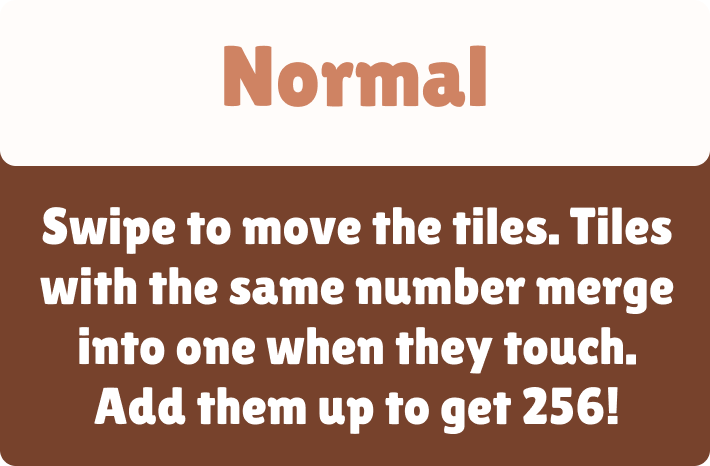 Normal
Swipe to move the tiles. Tiles
with the same number merge
into one when they touch.
Add them up to get 256!